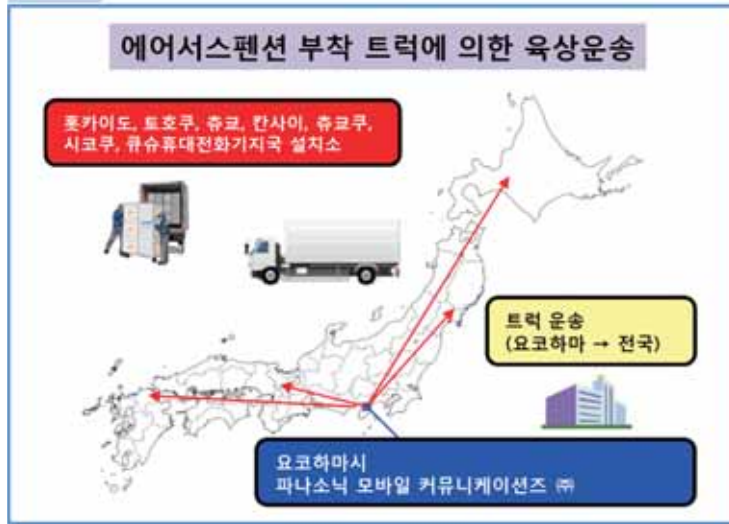 에어서스펜션 부착 트럭에 의한 육상운송
홋카이도, 토호쿠, 츄쿄, 칸사이, 츄쿄쿠,
시코쿠, 큐슈휴대전화기지국 설치소
트럭 운송
(요코하마 → 전국)
요코하마시
파나소닉 모바일 커뮤니케이션즈 ㈜